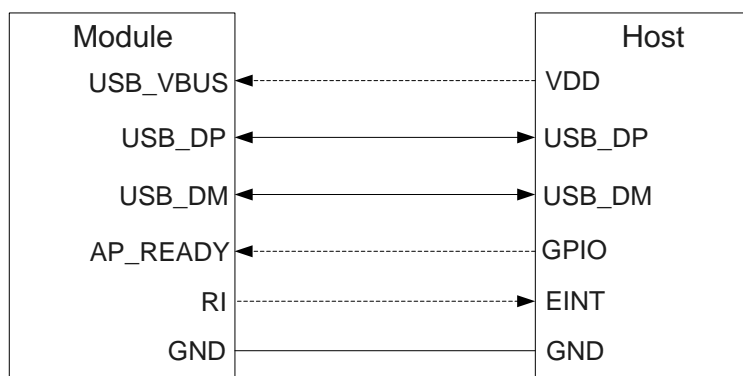 Module Host
USB_VBUS VDD
USB_DP USB_DP
USB_DM USB_DM
AP_READY GPIO
RI EINT
GND GND